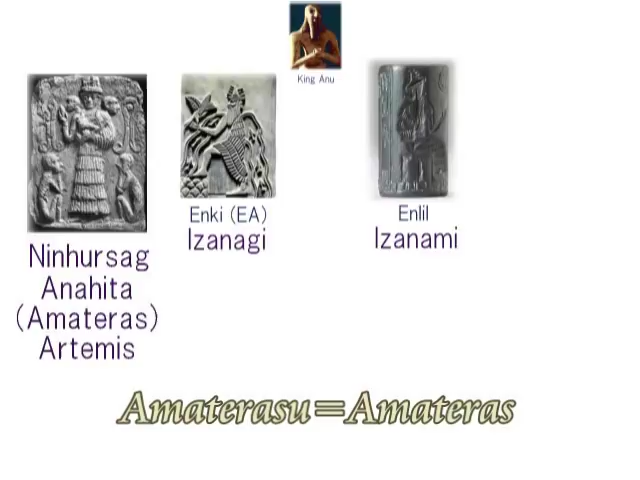 King Anu
Enki (EA)
Izanagi
Enlil
Izanami
Ninhursag
Anahita
(Amateras)
Artemis
Amaterasu=Amateras